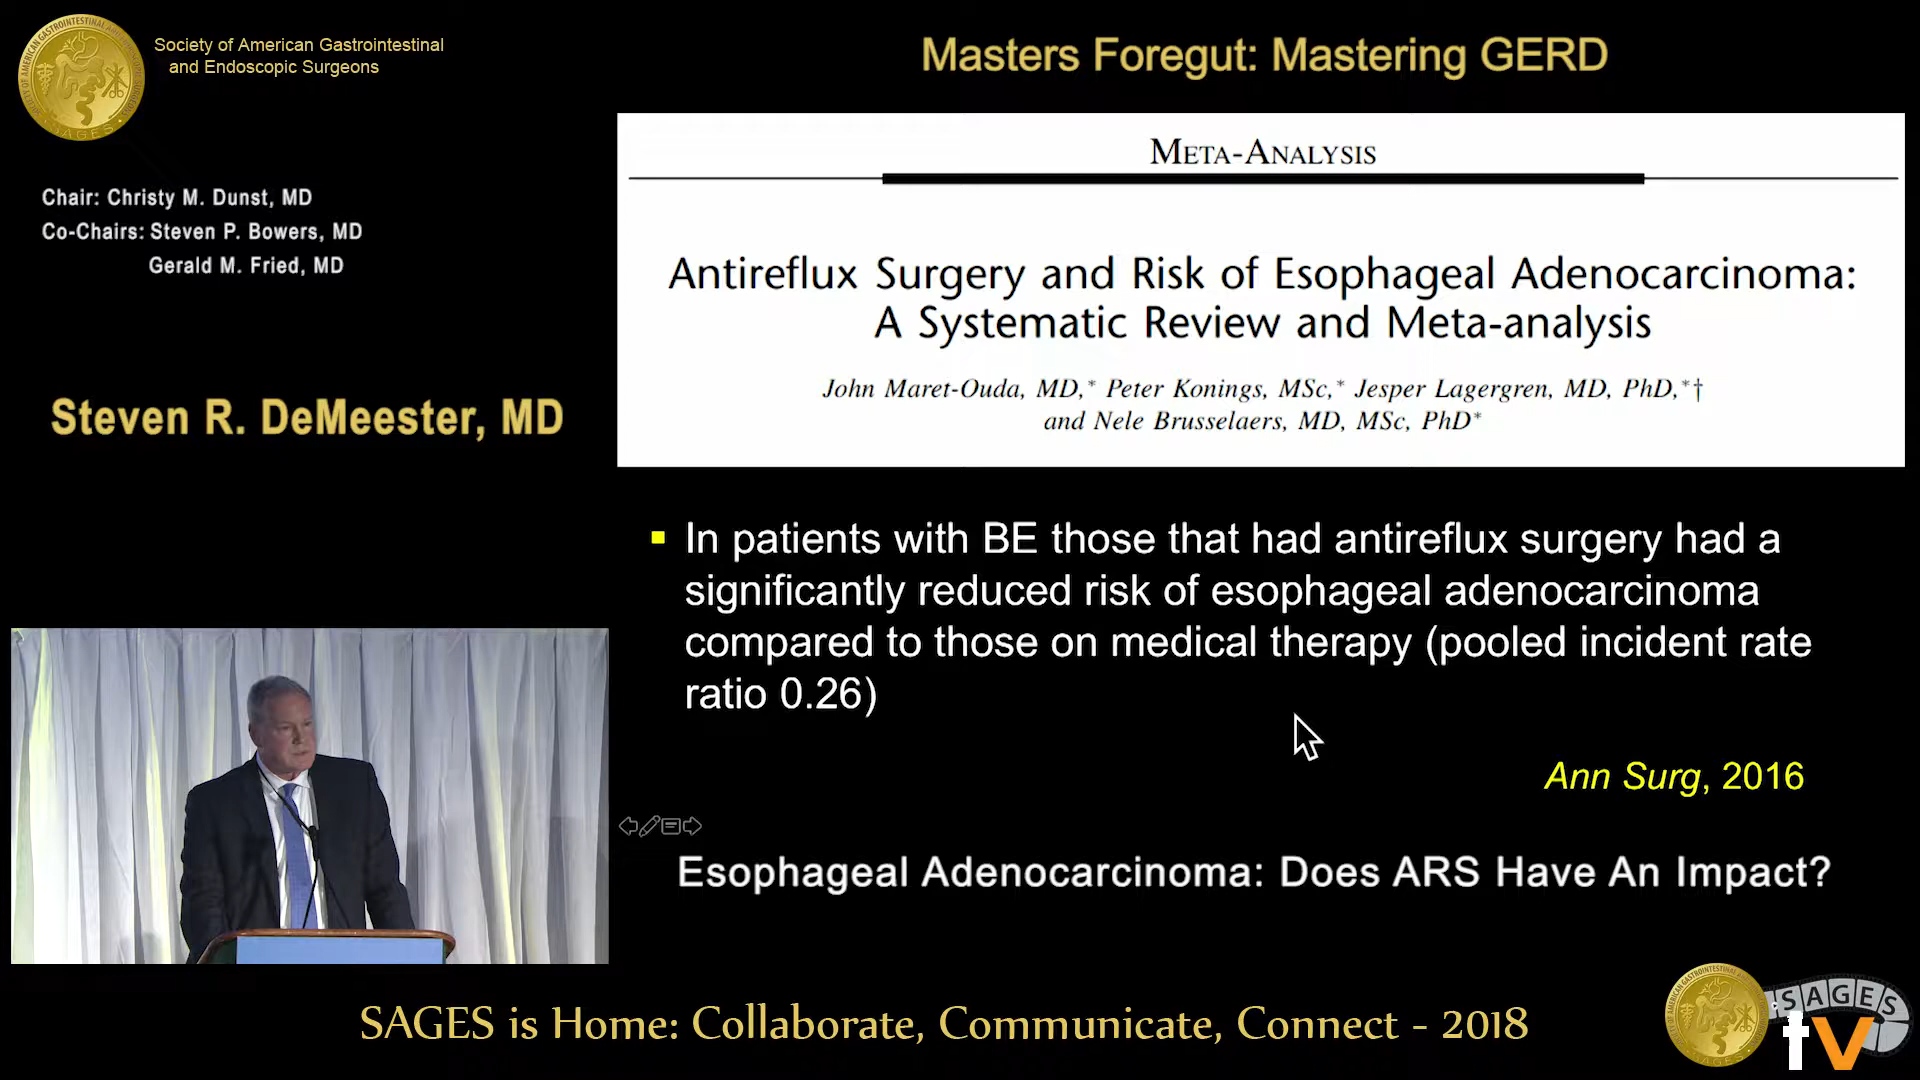 Society of American Gastrointestinal
and Endoscopic Surgeons
Masters Foregut: Mastering GERD
Chair: Christy M. Dunst, MD
Co-Chairs: Steven P. Bowers, MD
Gerald M. Fried, MD
Steven R. DeMeester, MD
META-ANALYSIS
Antireflux Surgery and Risk of Esophageal Adenocarcinoma:
A Systematic Review and Meta-analysis
John Maret-Ouda, MD,* Peter Konings, MSc,* Jesper Lagergren, MD, PhD,*†
and Nele Brusselaers, MD, MSc, PhD*
▪ In patients with BE those that had antireflux surgery had a
significantly reduced risk of esophageal adenocarcinoma
compared to those on medical therapy (pooled incident rate
ratio 0.26)
Ann Surg, 2016
Esophageal Adenocarcinoma: Does ARS Have An Impact?
SAGES is Home: Collaborate, Communicate, Connect - 2018
SAGES
tv